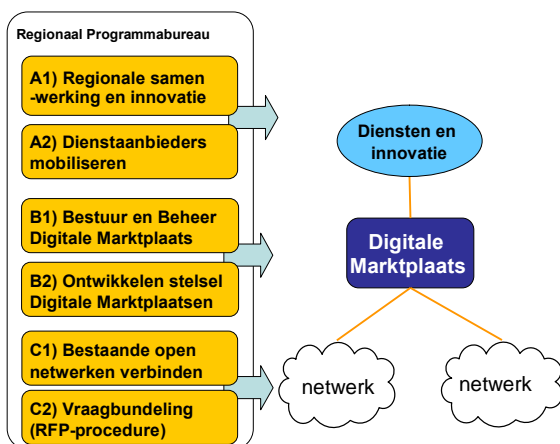 Regionaal Programmabureau
A1) Regionale samen
-werking en innovatie
A2) Dienstaanbieders
mobiliseren
B1) Bestuur en Beheer
Digitale Marktplaats
B2) Ontwikkelen stelsel
Digitale Marktplaatsen
C1) Bestaande open
netwerken verbinden
C2) Vraagbundeling
(RFP-procedure)
Diensten en
innovatie
Digitale
Marktplaats
netwerk
netwerk